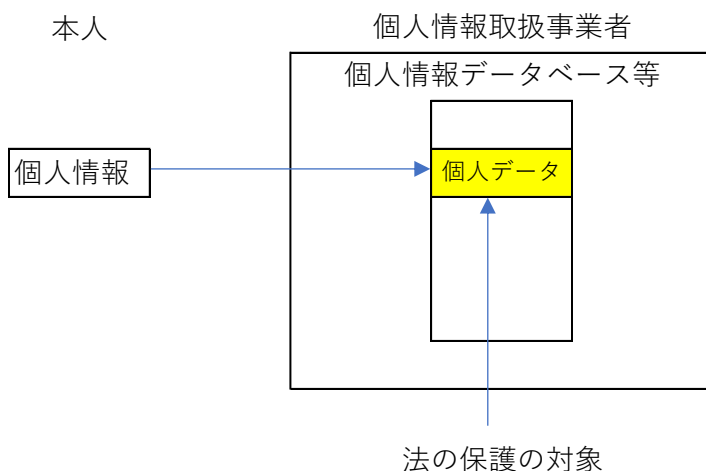 本人
個人情報取扱事業者
個人情報データベース等
個人情報
個人データ
法の保護の対象